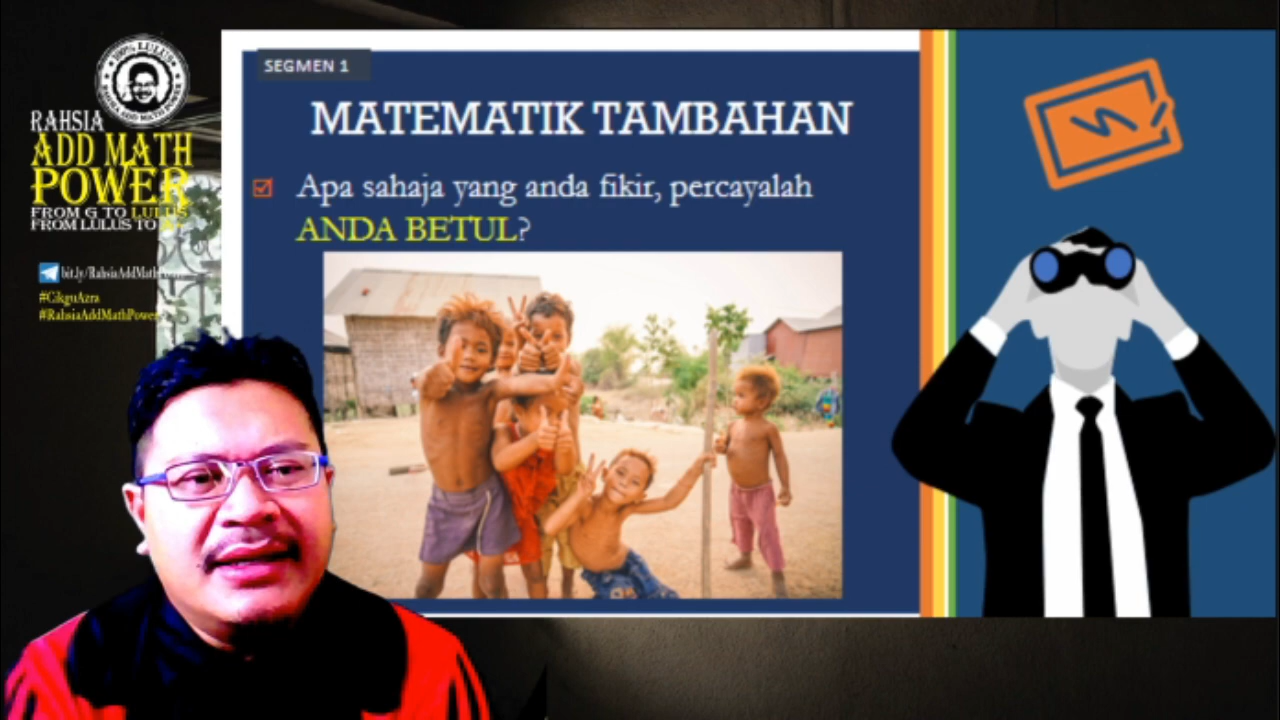 RAHSIA
ADD MATH
POWER
FROM G TO LULUS
FROM LULUS TO
#CikguAzra
#RahsiaAddMathPower
SEGMEN 1
MATEMATIK TAMBAHAN
Apa sahaja yang anda fikir, percayalah
ANDA BETUL?